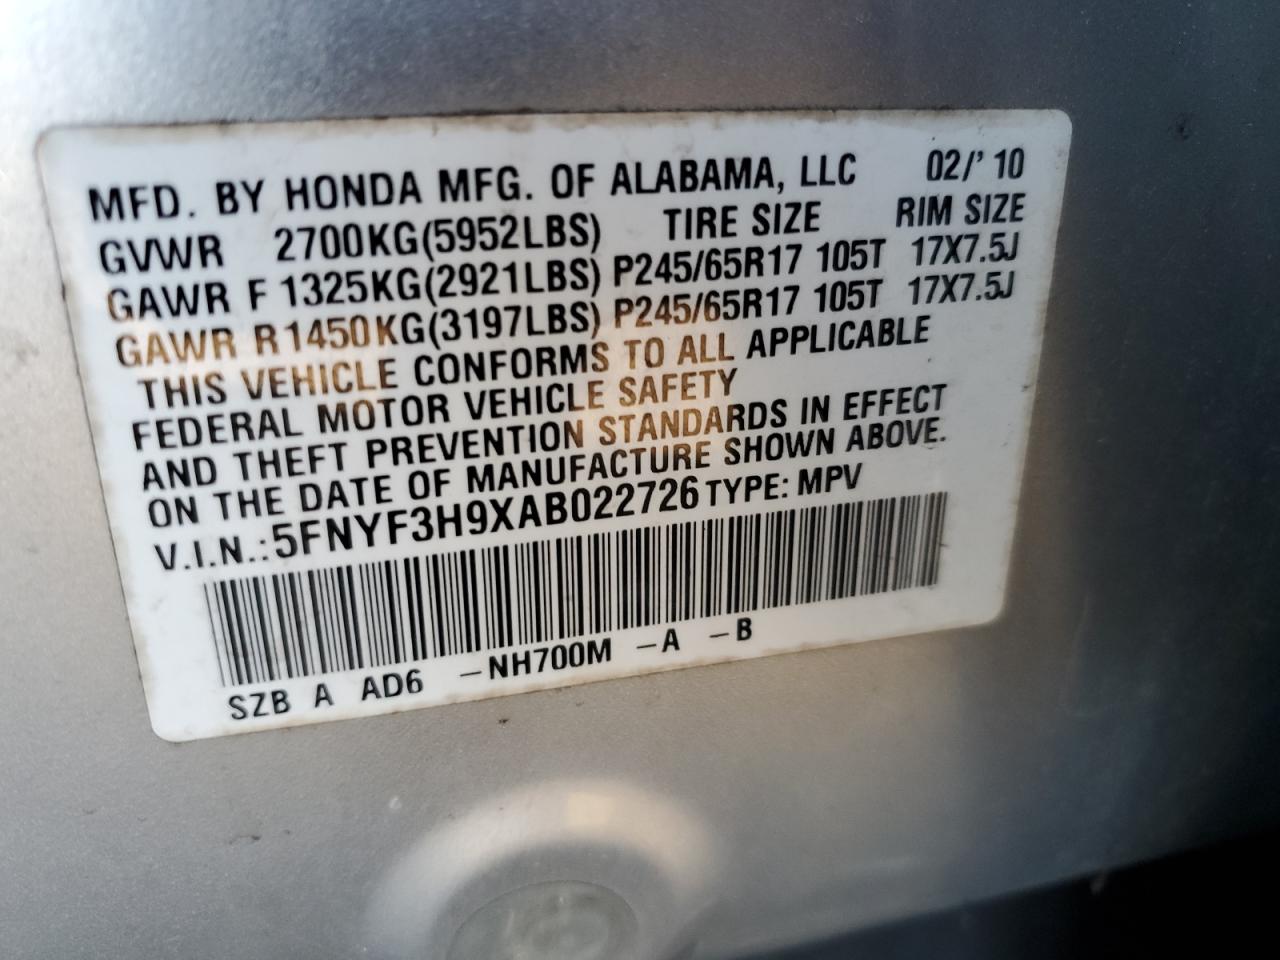 MFD. BY HONDA MFG. OF ALABAMA, LLC 02/'10
GVWR 2700KG(5952LBS) TIRE SIZE RIM SIZE
GAWR F 1325KG(2921LBS) P245/65R17 105T 17X7.5J
GAWR R 1450KG(3197LBS) P245/65R17 105T 17X7.5J
THIS VEHICLE CONFORMS TO ALL APPLICABLE
FEDERAL MOTOR VEHICLE SAFETY
AND THEFT PREVENTION STANDARDS IN EFFECT
ON THE DATE OF MANUFACTURE SHOWN ABOVE.
V.I.N.: 5FNYF3H9XAB022726 TYPE: MPV
SZB A AD6 -NH700M -A -B